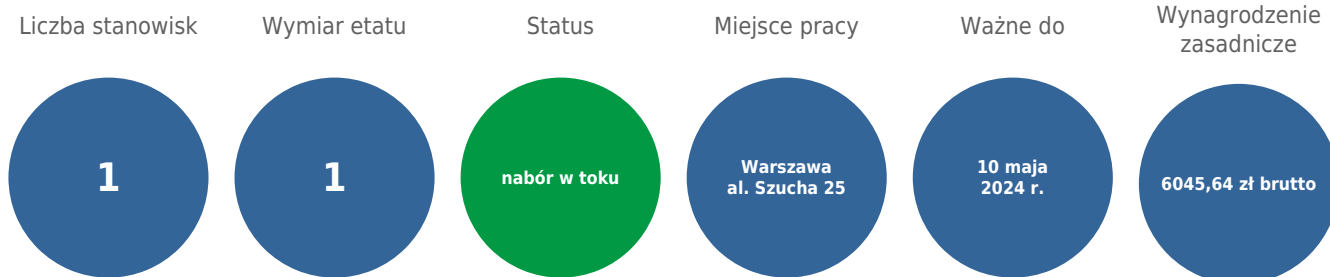 Liczba stanowisk
1
Wymiar etatu
1
Status
nabór w toku
Miejsce pracy
Warszawa
al. Szucha 25
Ważne do
10 maja
2024 r.
Wynagrodzenie
zasadnicze
6045,64 zł brutto